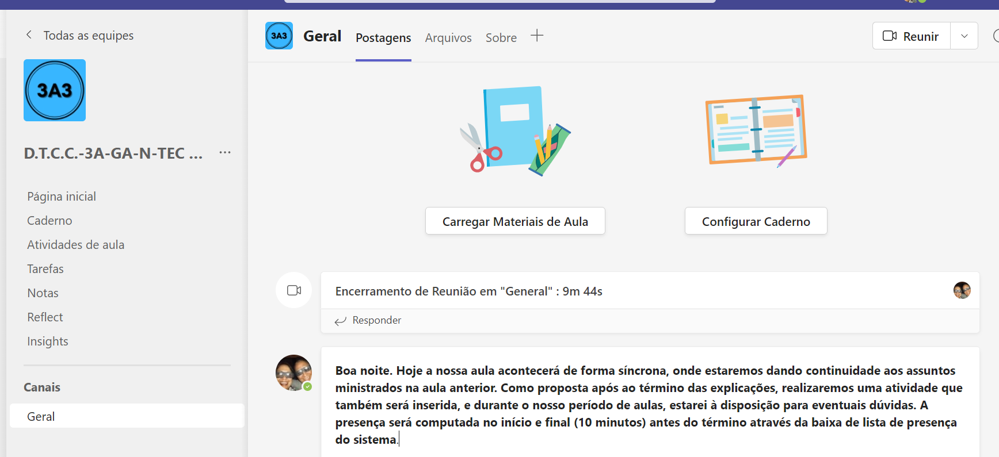 Todas as equipes
3A3
D.T.C.C.-3A-GA-N-TEC ...
Página inicial
Caderno
Atividades de aula
Tarefas
Notas
Reflect
Insights
Canais
Geral
3A3
Geral
Postagens
Arquivos
Sobre
Reunir
Carregar Materiais de Aula
Configurar Caderno
Encerramento de Reunião em "General" : 9m 44s
Responder
Boa noite. Hoje a nossa aula acontecerá de forma síncrona, onde estaremos dando continuidade aos assuntos
ministrados na aula anterior. Como proposta após ao término das explicações, realizaremos uma atividade que
também será inserida, e durante o nosso período de aulas, estarei à disposição para eventuais dúvidas. A
presença será computada no início e final (10 minutos) antes do término através da baixa de lista de presença
do sistema.